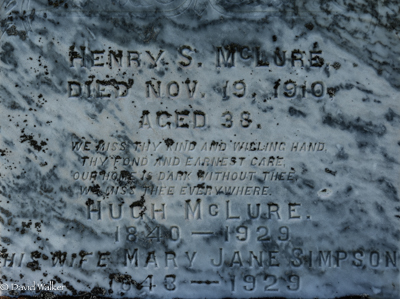 HENRY S. McLURE
DIED NOV. 19, 1910.
AGED 38.
WE MISS THY KIND AND WILLING HAND,
THY FOND AND EARNEST CARE,
OUR HOME IS DARK WITHOUT THEE,
WE MISS THEE EVERYWHERE.
HUGH McLURE.
1840 — 1929
HIS WIFE MARY JANE SIMPSON
1848 — 1929
© David Walker